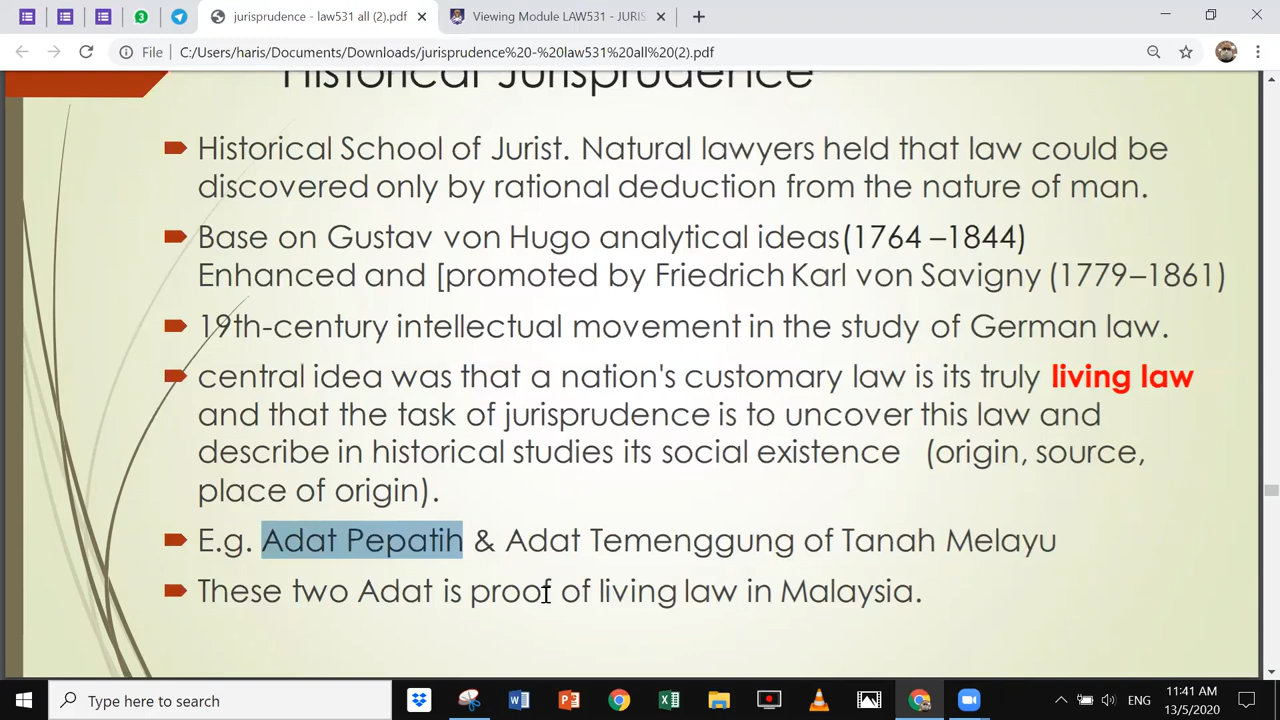 jurisprudence - law531 all (2).pdf
Viewing Module LAW531 - JURIS
File
C:/Users/haris/Documents/Downloads/jurisprudence%20-%20law531%20all%20(2).pdf
Historical Jurisprudence
Historical School of Jurist. Natural lawyers held that law could be
discovered only by rational deduction from the nature of man.
Base on Gustav von Hugo analytical ideas(1764 –1844)
Enhanced and [promoted by Friedrich Karl von Savigny (1779–1861)
19th-century intellectual movement in the study of German law.
central idea was that a nation's customary law is its truly living law
and that the task of jurisprudence is to uncover this law and
describe in historical studies its social existence (origin, source,
place of origin).
E.g. Adat Pepatih & Adat Temenggung of Tanah Melayu
These two Adat is proof of living law in Malaysia.
Type here to search
ENG
11:41 AM
13/5/2020